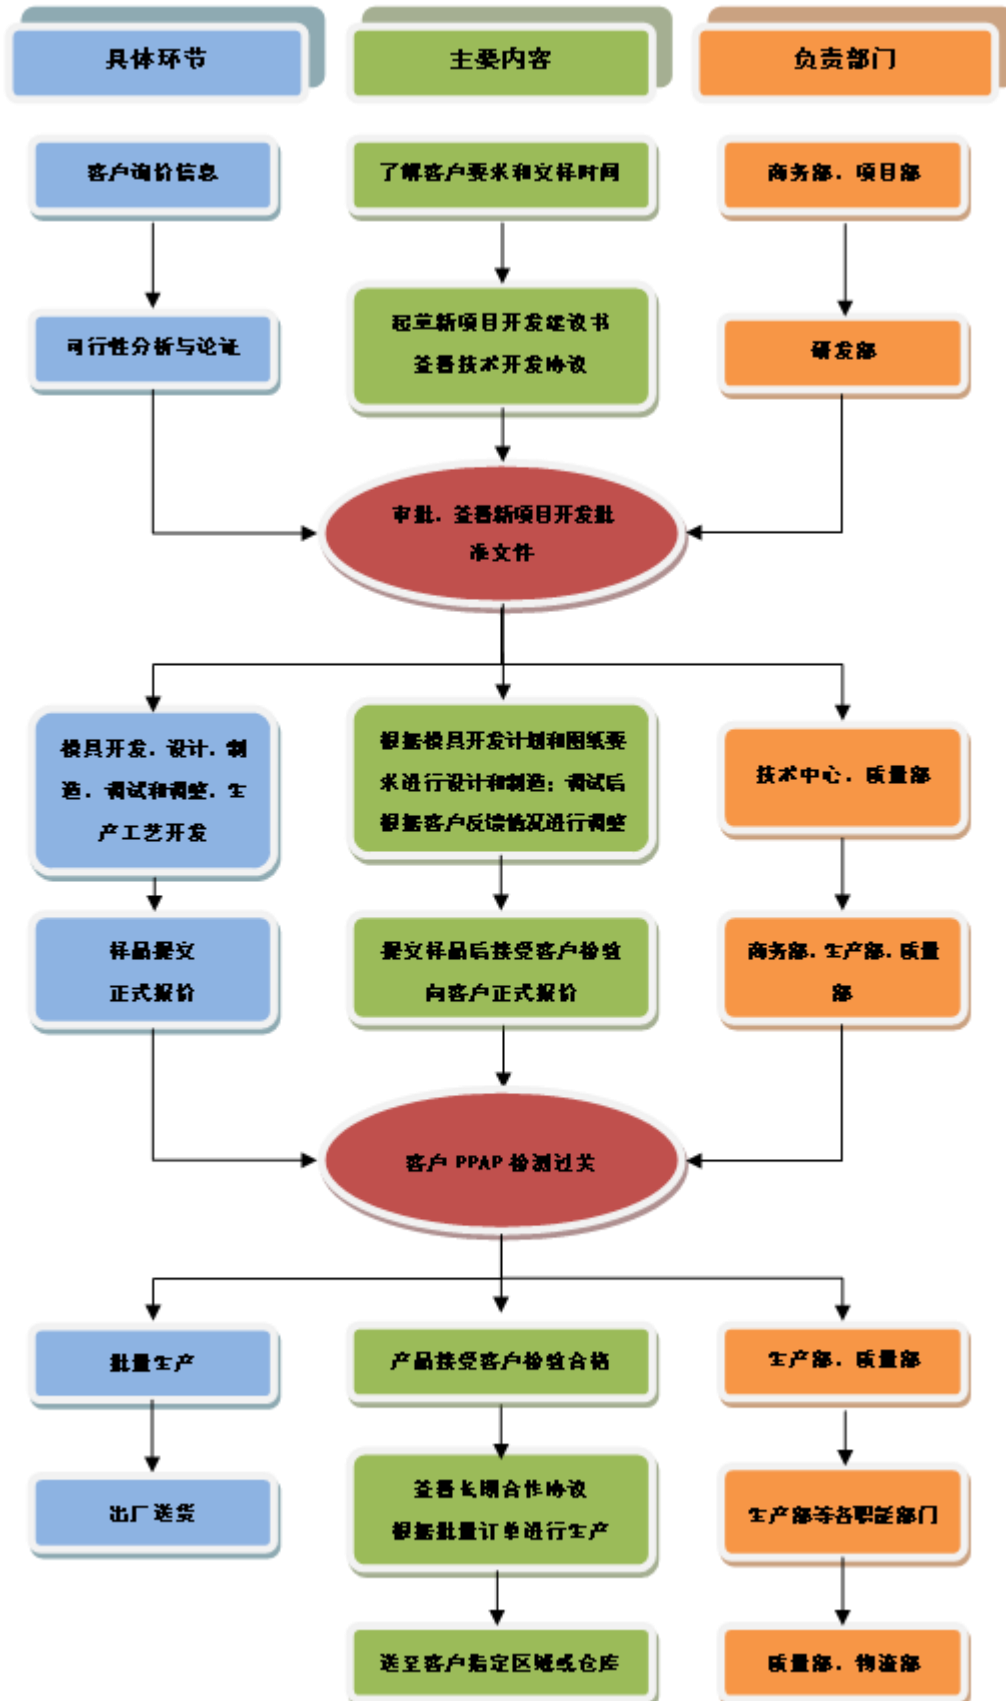 具体环节
主要内容
负责部门
客户询价信息
了解客户要求和交样时间
商务部、项目部
可行性分析与论证
起草新项目开发建议书
签署技术开发协议
研发部
审批、签署新项目开发批
准文件
模具开发、设计、制
造、调试和调整、生
产工艺开发
根据模具开发计划和图纸要
求进行设计和制造；调试后
根据客户反馈情况进行调整
技术中心、质量部
样品提交
正式报价
提交样品后接受客户检验
向客户正式报价
商务部、生产部、质量
部
客户 PPAP 检测过关
批量生产
产品接受客户检验合格
生产部、质量部
出厂送货
签署长期合作协议
根据批量订单进行生产
生产部等各职能部门
送至客户指定区域或仓库
质量部、物流部